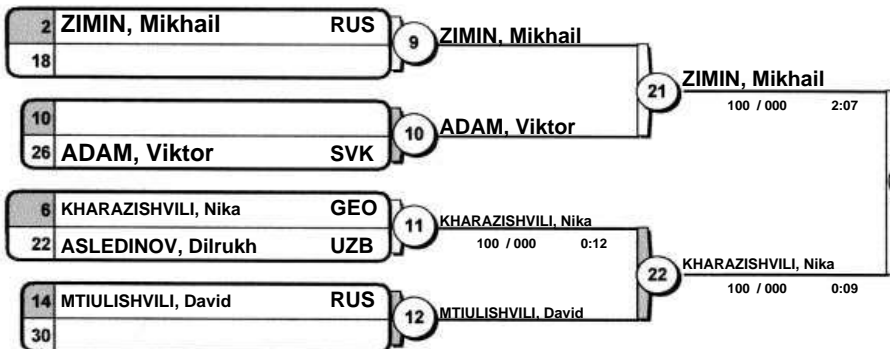 2 ZIMIN, Mikhail RUS
18
9
ZIMIN, Mikhail
10
26 ADAM, Viktor SVK
10
ADAM, Viktor
21
ZIMIN, Mikhail
100 / 000 2:07
6 KHARAZISHVILI, Nika GEO
22 ASLEDINOV, Dilrukh UZB
11
KHARAZISHVILI, Nika
100 / 000 0:12
14 MTIULISHVILI, David RUS
30
12
MTIULISHVILI, David
22
KHARAZISHVILI, Nika
100 / 000 0:09